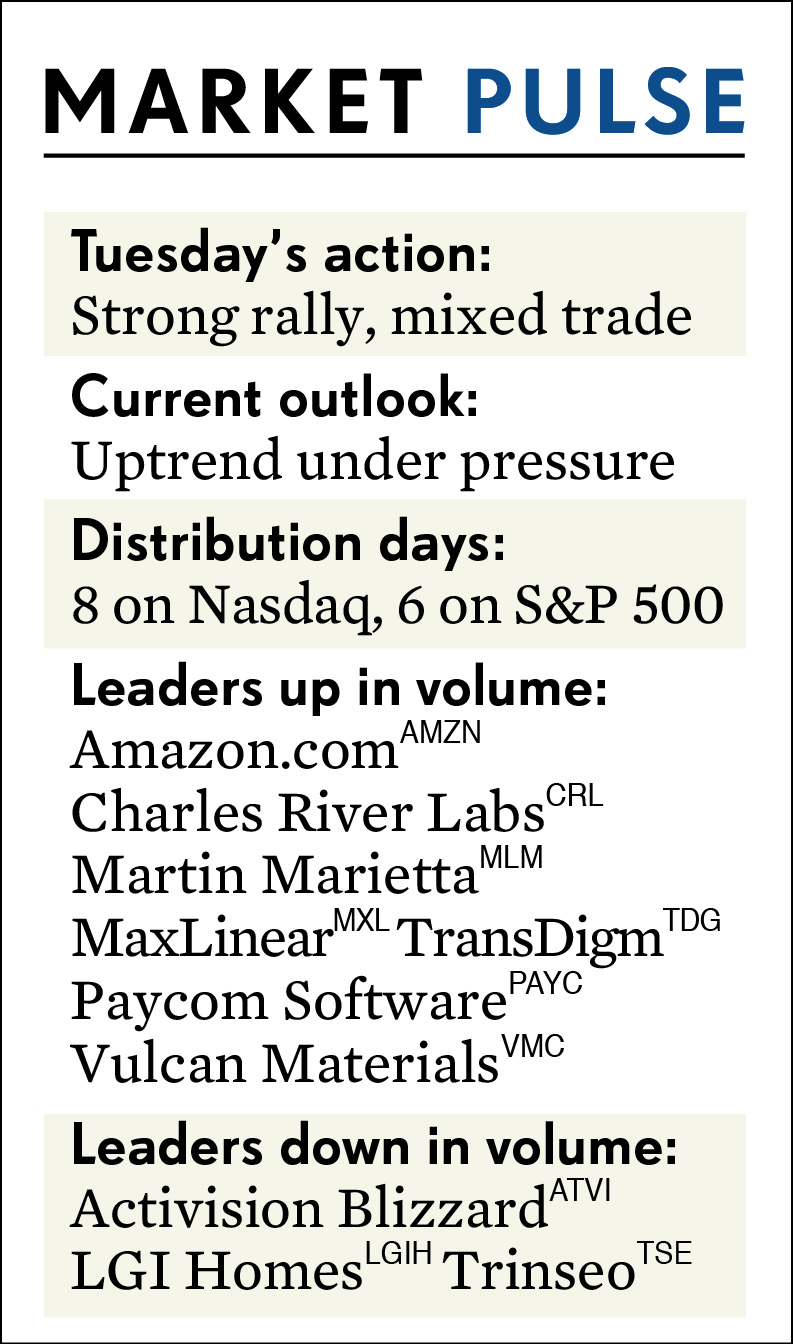 MARKET PULSE
Tuesday’s action:
Strong rally, mixed trade
Current outlook:
Uptrend under pressure
Distribution days:
8 on Nasdaq, 6 on S&P 500
Leaders up in volume:
Amazon.com AMZN
Charles River Labs CRL
Martin Marietta MLM
MaxLinear MXL TransDigm TDG
Paycom Software PAYC
Vulcan Materials VMC
Leaders down in volume:
Activision Blizzard ATVI
LGI Homes LGIH Trinseo TSE